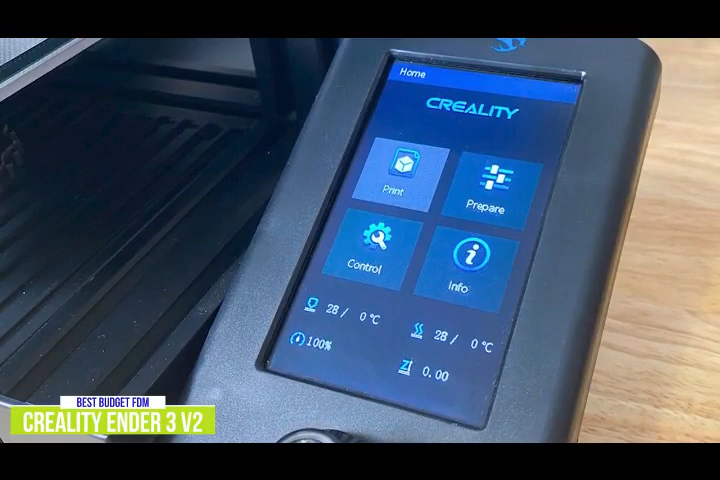 Home
CREALITY
Print
Prepare
Control
Info
28 / 0 °C
28 / 0 °C
100%
Z
0.00
BEST BUDGET FDM
CREALITY ENDER 3 V2